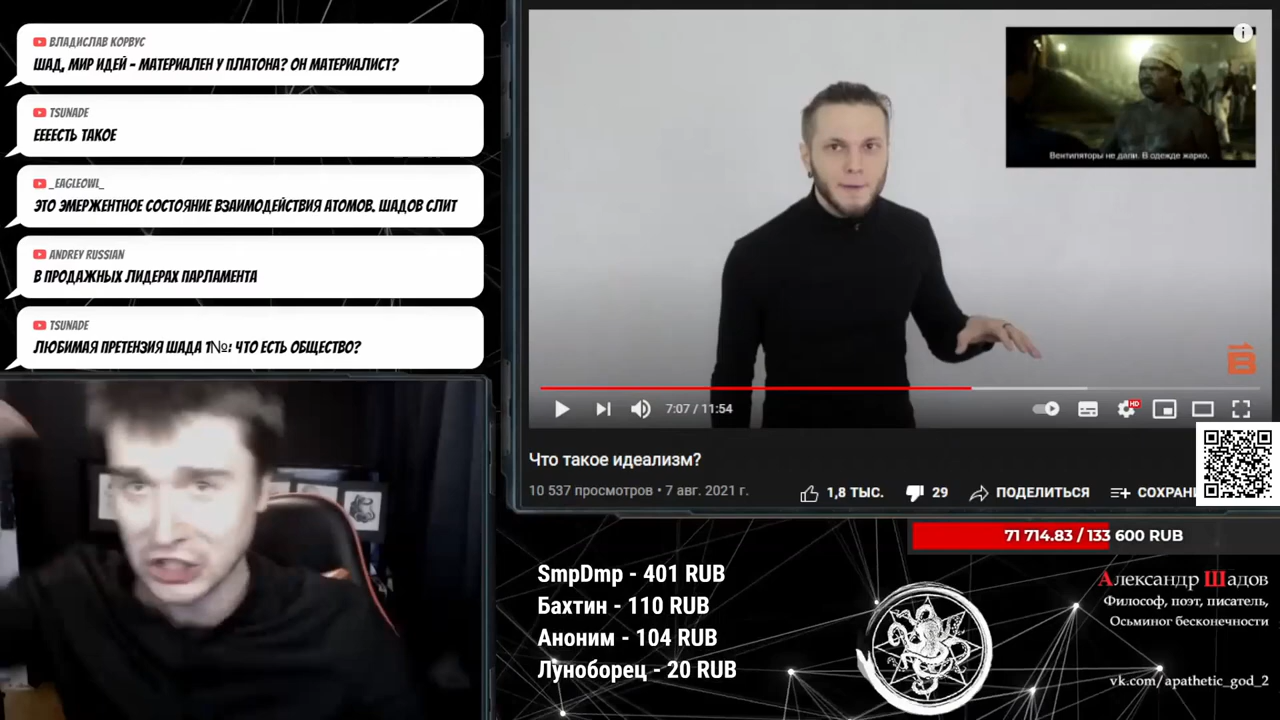 ВЛАДИСЛАВ КОРВУС
ШАД, МИР ИДЕЙ - МАТЕРИАЛЕН У ПЛАТОНА? ОН МАТЕРИАЛИСТ?
TSUNADE
ЕЕЕЕСТЬ ТАКОЕ
_EAGLEOWL_
ЭТО ЭМЕРЖЕНТНОЕ СОСТОЯНИЕ ВЗАИМОДЕЙСТВИЯ АТОМОВ. ШАДОВ СЛИТ
ANDREY RUSSIAN
В ПРОДАЖНЫХ ЛИДЕРАХ ПАРЛАМЕНТА
TSUNADE
ЛЮБИМАЯ ПРЕТЕНЗИЯ ШАДА 1№: ЧТО ЕСТЬ ОБЩЕСТВО?
Вентиляторы не дали. В одежде жарко.
7:07 / 11:54
HD
Что такое идеализм?
10 537 просмотров • 7 авг. 2021 г.
1,8 ТЫС.
29
ПОДЕЛИТЬСЯ
СОХРАНИ
71 714.83 / 133 600 RUB
SmpDmp - 401 RUB
Бахтин - 110 RUB
Аноним - 104 RUB
Луноборец - 20 RUB
Александр Шадов
Философ, поэт, писатель,
Осьминог бесконечности
vk.com/apathetic_god_2